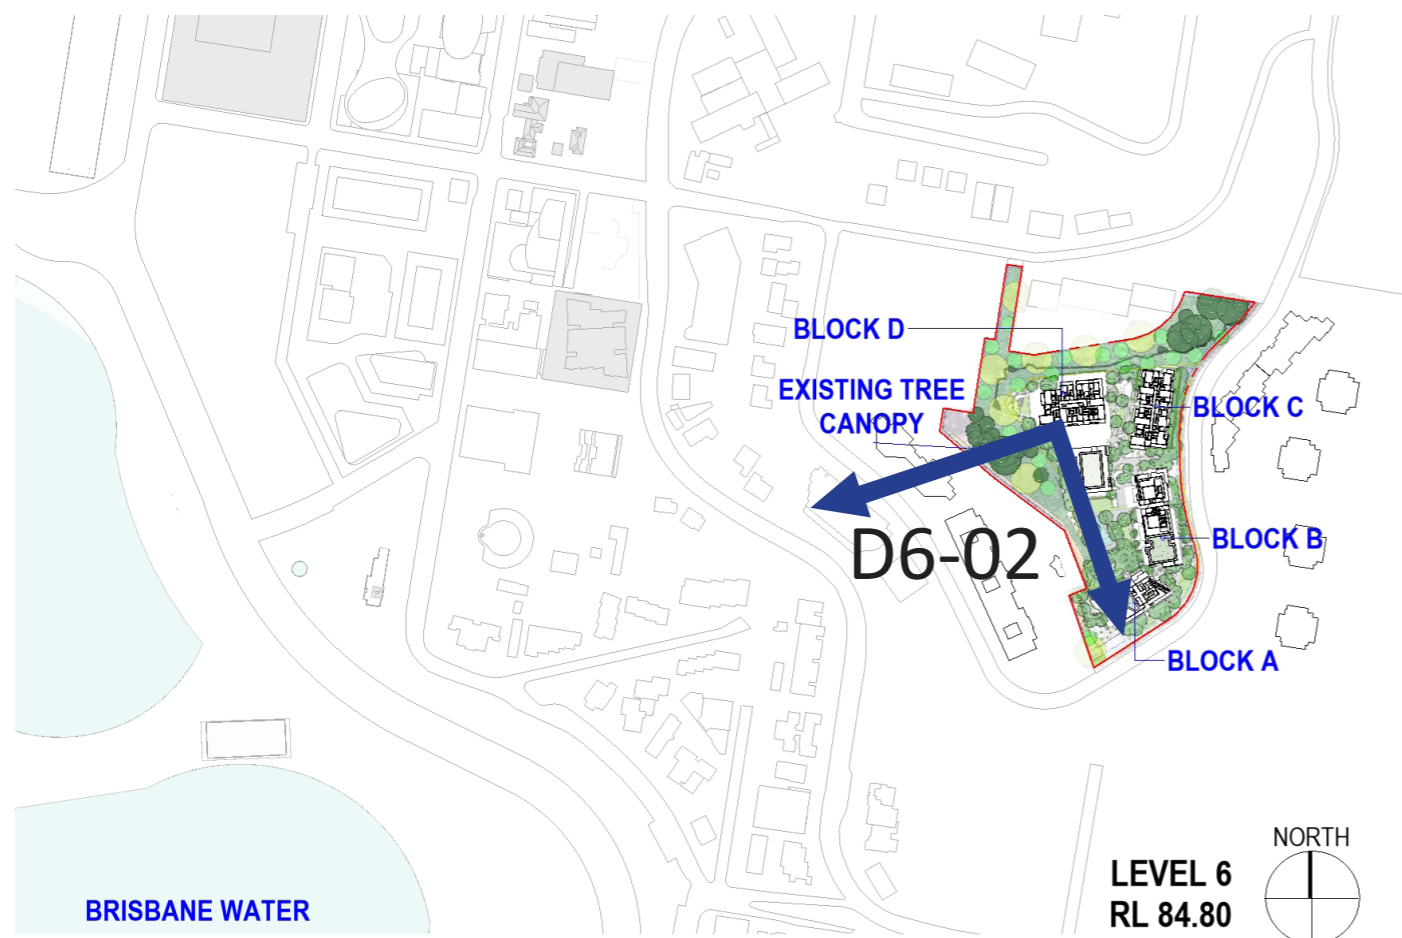 BLOCK D
EXISTING TREE
CANOPY
BLOCK C
D6-02
BLOCK B
BLOCK A
NORTH
LEVEL 6
RL 84.80
BRISBANE WATER